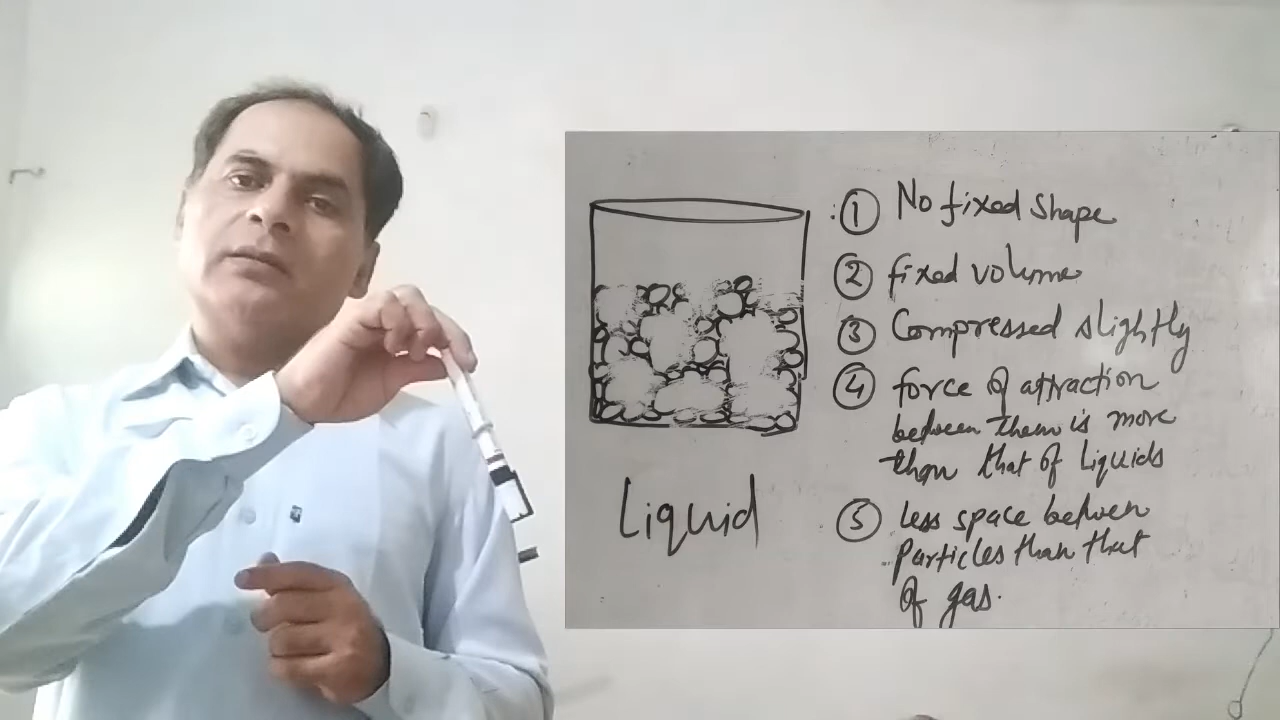 Liquid
① No fixed shape
② fixed volume
③ Compressed slightly
④ force of attraction
between them is more
than that of Liquids
⑤ less space between
Particles than that
of gas.